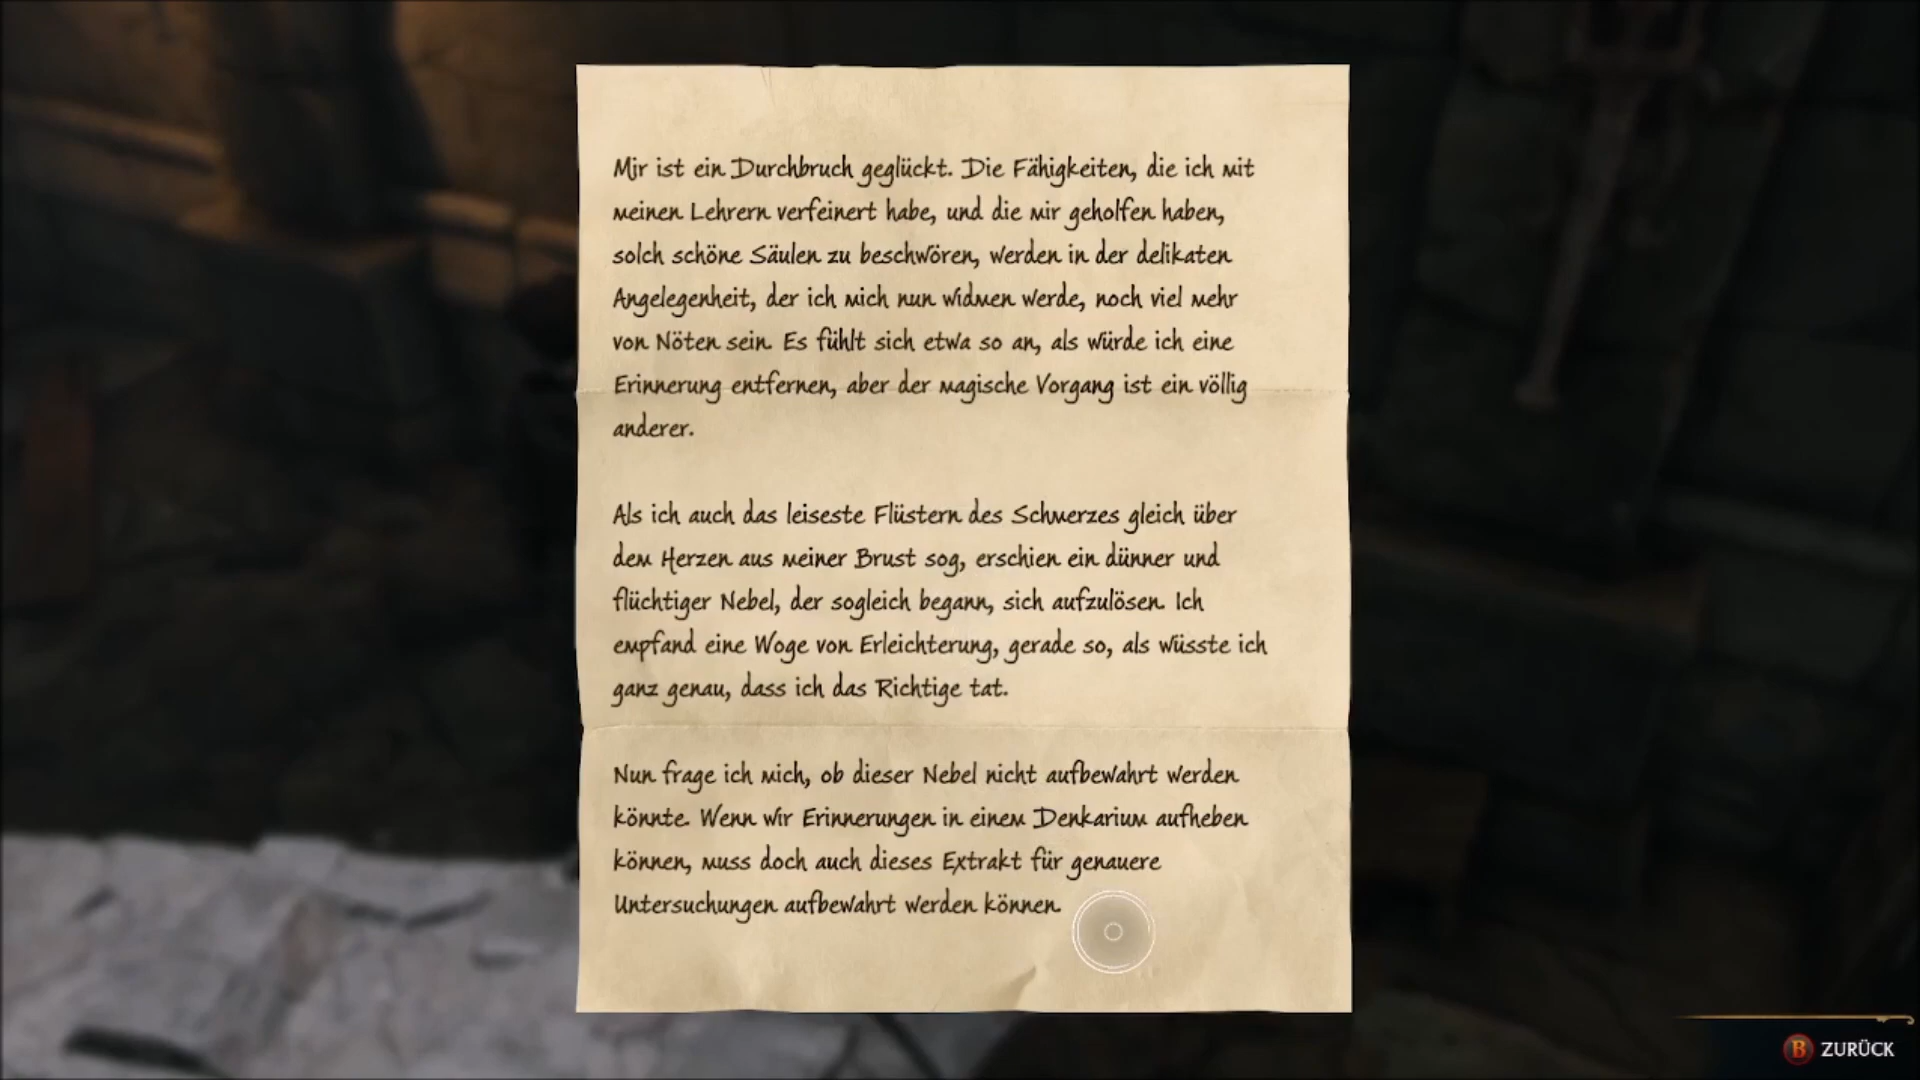 Mir ist ein Durchbruch geglückt. Die Fähigkeiten, die ich mit
meinen Lehrern verfeinert habe, und die mir geholfen haben,
solch schöne Säulen zu beschwören, werden in der delikaten
Angelegenheit, der ich mich nun widmen werde, noch viel mehr
von Nöten sein. Es fühlt sich etwa so an, als würde ich eine
Erinnerung entfernen, aber der magische Vorgang ist ein völlig
anderer.
Als ich auch das leiseste Flüstern des Schmerzes gleich über
dem Herzen aus meiner Brust sog, erschien ein dünner und
flüchtiger Nebel, der sogleich begann, sich aufzulösen. Ich
empfand eine Woge von Erleichterung, gerade so, als wüsste ich
ganz genau, dass ich das Richtige tat.
Nun frage ich mich, ob dieser Nebel nicht aufbewahrt werden
könnte. Wenn wir Erinnerungen in einem Denkarium aufheben
können, muss doch auch dieses Extrakt für genauere
Untersuchungen aufbewahrt werden können.
B ZURÜCK